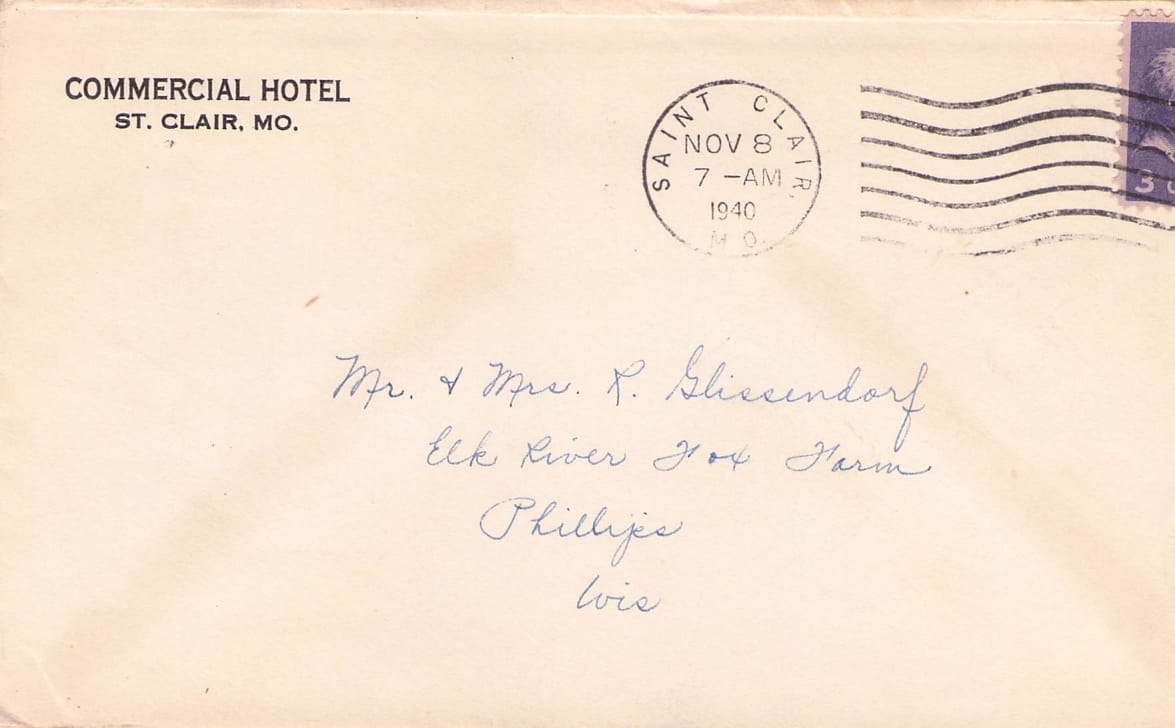 COMMERCIAL HOTEL
ST. CLAIR, MO.
SAINT CLAIR,
NOV 8
7 -AM
1940
MO.
3
Mr. & Mrs. R. Glissendorf
Elk River Fox Farm
Phillips
Wis